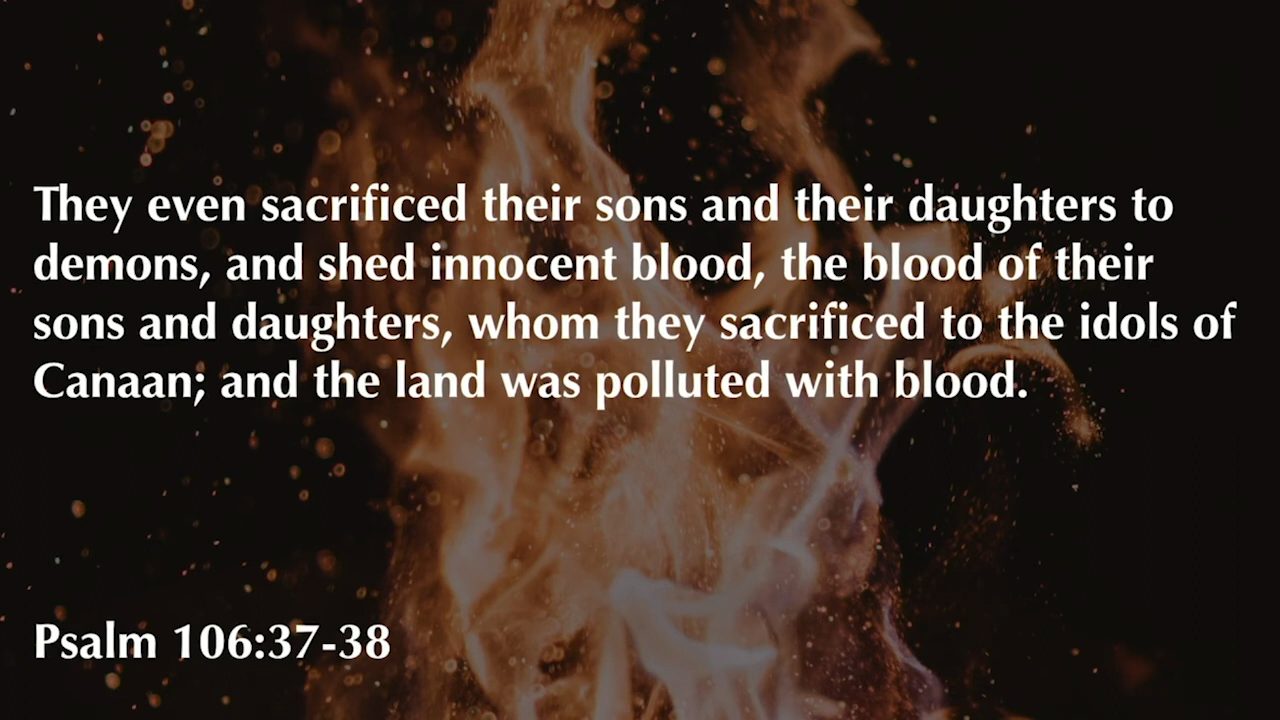 They even sacrificed their sons and their daughters to
demons, and shed innocent blood, the blood of their
sons and daughters, whom they sacrificed to the idols of
Canaan; and the land was polluted with blood.
Psalm 106:37-38